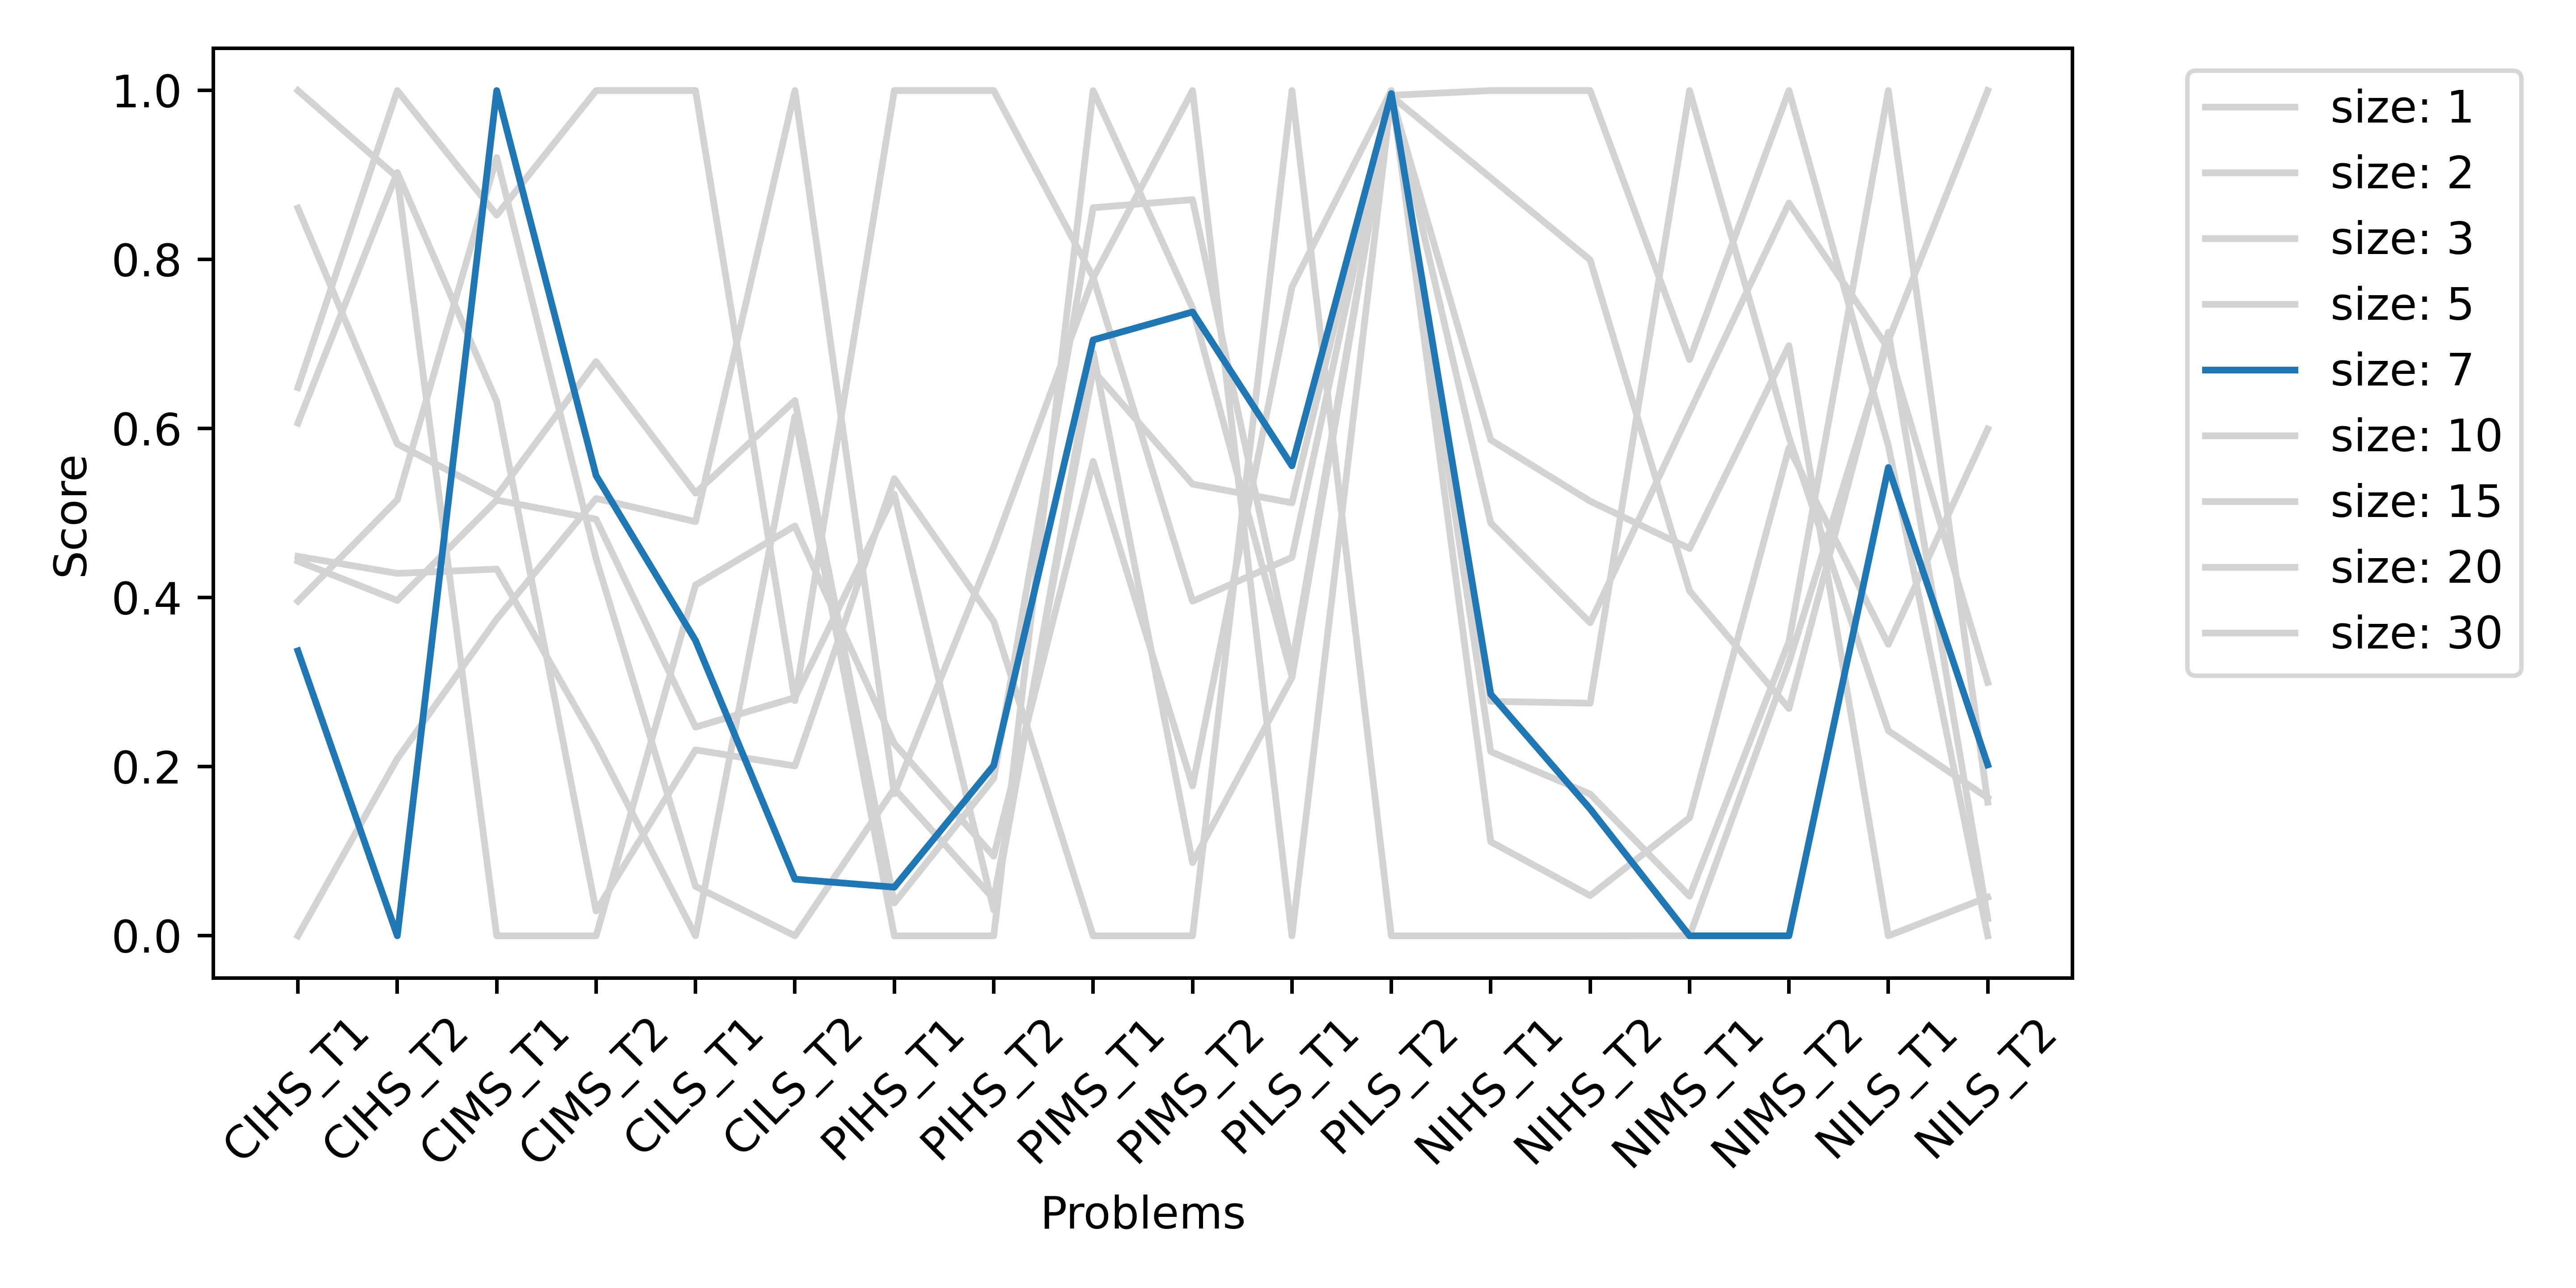 1.0
0.8
0.6
0.4
0.2
0.0
Score
CIHS_T1
CIHS_T2
CIMS_T1
CIMS_T2
CILS_T1
CILS_T2
PIHS_T1
PIHS_T2
PIMS_T1
PIMS_T2
PILS_T1
PILS_T2
NIHS_T1
NIHS_T2
NIMS_T1
NIMS_T2
NILS_T1
NILS_T2
Problems
size: 1
size: 2
size: 3
size: 5
size: 7
size: 10
size: 15
size: 20
size: 30